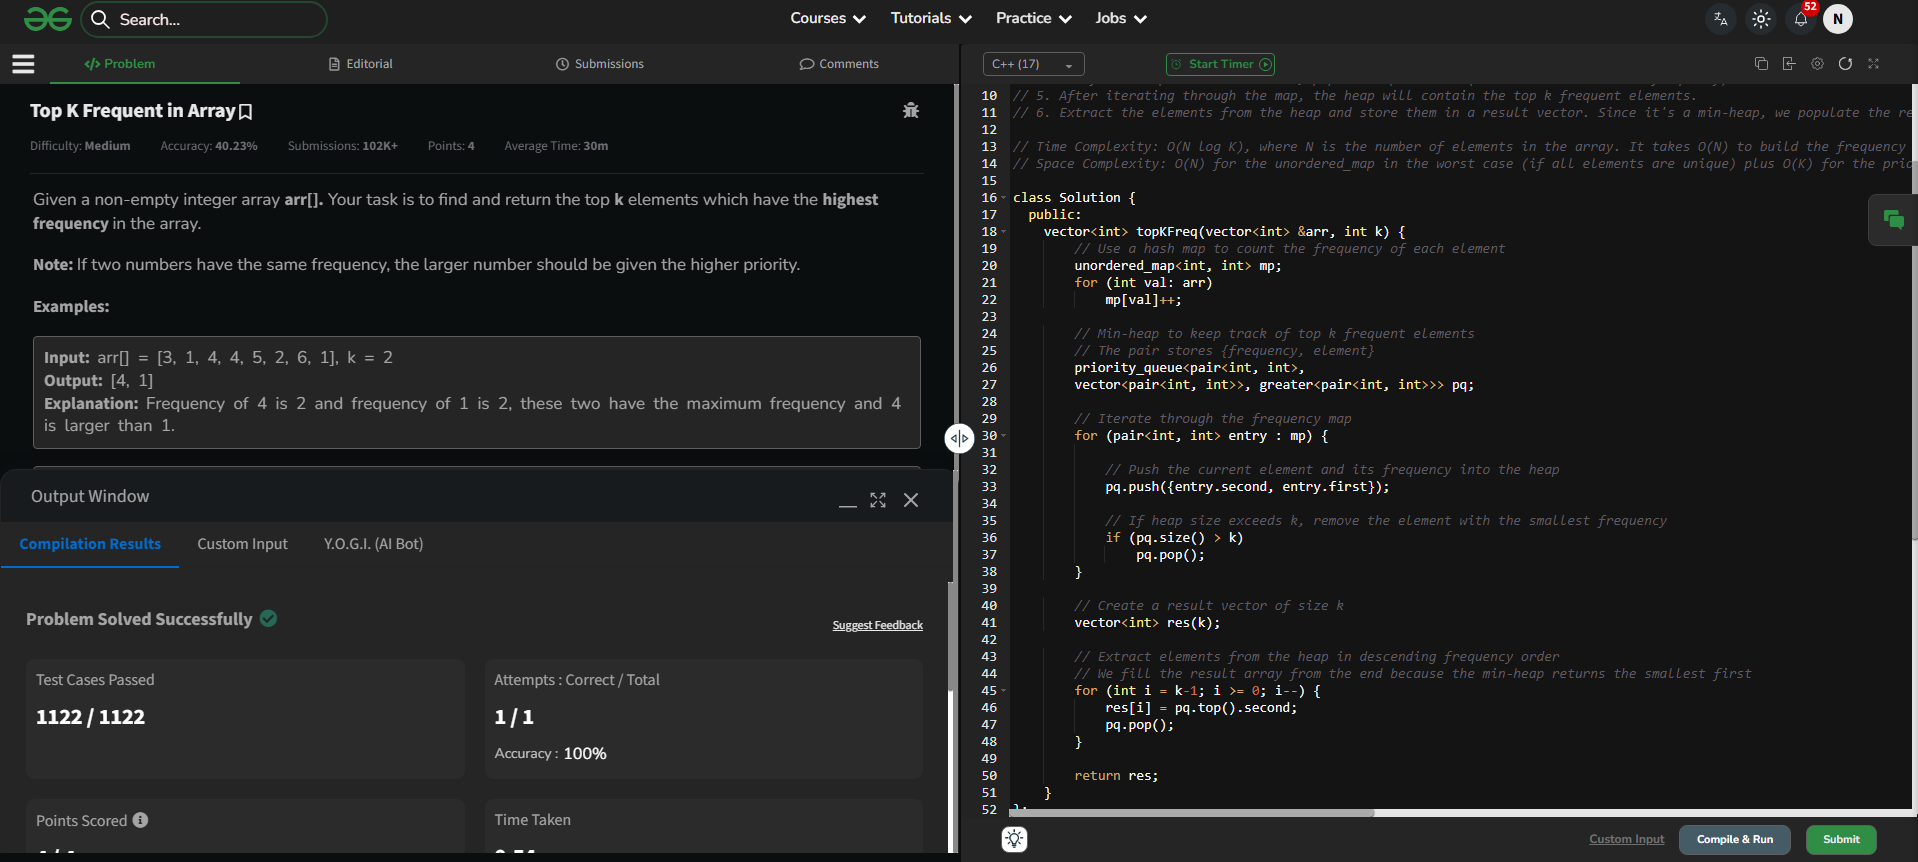 Search...
Courses
Tutorials
Practice
Jobs
52
N
Problem
Editorial
Submissions
Comments
Top K Frequent in Array
Difficulty: Medium Accuracy: 40.23% Submissions: 102K+ Points: 4 Average Time: 30m
Given a non-empty integer array arr[]. Your task is to find and return the top k elements which have the highest
frequency in the array.
Note: If two numbers have the same frequency, the larger number should be given the higher priority.
Examples:
Input: arr[] = [3, 1, 4, 4, 5, 2, 6, 1], k = 2
Output: [4, 1]
Explanation: Frequency of 4 is 2 and frequency of 1 is 2, these two have the maximum frequency and 4
is larger than 1.
Output Window
Compilation Results
Custom Input
Y.O.G.I. (AI Bot)
Problem Solved Successfully
Suggest Feedback
Test Cases Passed
1122 / 1122
Attempts : Correct / Total
1 / 1
Accuracy : 100%
Points Scored
Time Taken
C++ (17)
Start Timer
10 // 5. After iterating through the map, the heap will contain the top k frequent elements.
11 // 6. Extract the elements from the heap and store them in a result vector. Since it's a min-heap, we populate the re
12
13 // Time Complexity: O(N log K), where N is the number of elements in the array. It takes O(N) to build the frequency
14 // Space Complexity: O(N) for the unordered_map in the worst case (if all elements are unique) plus O(K) for the pric
15
16 class Solution {
17 public:
18 vector<int> topKFreq(vector<int> &arr, int k) {
19 // Use a hash map to count the frequency of each element
20 unordered_map<int, int> mp;
21 for (int val: arr)
22 mp[val]++;
23
24 // Min-heap to keep track of top k frequent elements
25 // The pair stores {frequency, element}
26 priority_queue<pair<int, int>,
27 vector<pair<int, int>>, greater<pair<int, int>>> pq;
28
29 // Iterate through the frequency map
30 for (pair<int, int> entry : mp) {
31
32 // Push the current element and its frequency into the heap
33 pq.push({entry.second, entry.first});
34
35 // If heap size exceeds k, remove the element with the smallest frequency
36 if (pq.size() > k)
37 pq.pop();
38 }
39
40 // Create a result vector of size k
41 vector<int> res(k);
42
43 // Extract elements from the heap in descending frequency order
44 // We fill the result array from the end because the min-heap returns the smallest first
45 for (int i = k-1; i >= 0; i--) {
46 res[i] = pq.top().second;
47 pq.pop();
48 }
49
50 return res;
51 }
52 };
Custom Input
Compile & Run
Submit